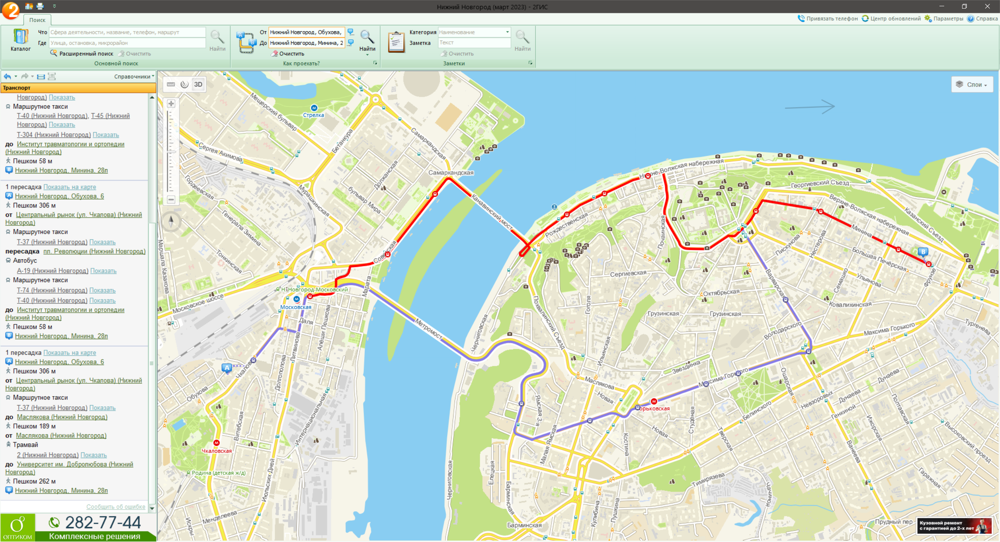 Нижний Новгород (март 2023) - 2ГИС
Поиск
Привязать телефон
Центр обновлений
Параметры
Справка
Каталог
Что
Сфера деятельности, название, телефон, маршрут
Где
Улица, остановка, микрорайон
Расширенный поиск
Очистить
Найти
Основной поиск
От
Нижний Новгород, Обухова,
До
Нижний Новгород, Минина, 2
Очистить
Найти
Как проехать?
Категория
Наименование
Заметка
Текст
Очистить
Найти
Заметки
Справочники
Транспорт
Новгород) Показать
Маршрутное такси
Т-40 (Нижний Новгород), Т-45 (Нижний
Новгород) Показать
Т-304 (Нижний Новгород) Показать
до Институт травматологии и ортопедии
(Нижний Новгород)
Пешком 58 м
B Нижний Новгород, Минина, 28л
1 пересадка Показать на карте
A Нижний Новгород, Обухова, 6
Пешком 306 м
от Центральный рынок (ул. Чкалова) (Нижний
Новгород)
Маршрутное такси
Т-37 (Нижний Новгород) Показать
пересадка пл. Революции (Нижний Новгород)
Автобус
А-19 (Нижний Новгород) Показать
Маршрутное такси
Т-74 (Нижний Новгород) Показать
Т-40 (Нижний Новгород) Показать
до Институт травматологии и ортопедии
(Нижний Новгород)
Пешком 58 м
B Нижний Новгород, Минина, 28л
1 пересадка Показать на карте
A Нижний Новгород, Обухова, 6
Пешком 306 м
от Центральный рынок (ул. Чкалова) (Нижний
Новгород)
Маршрутное такси
Т-37 (Нижний Новгород) Показать
до Маслякова (Нижний Новгород)
Пешком 189 м
от Маслякова (Нижний Новгород)
Трамвай
2 (Нижний Новгород) Показать
до Университет им. Добролюбова (Нижний
Новгород)
Пешком 262 м
B Нижний Новгород, Минина, 28л
Сообщить об ошибке
ОПТИКОМ
282-77-44
Комплексные решения
3D
Слои
Мещерский бульвар
Стрелка
Бетанкура
Самаркандская
Сергея Акимова
Самаркандская
Должанская
бульвар Мира
Гордеевская
Мурашкинская
Генерала Зимина
Тонкинская
Маршала Казакова
Московское шоссе
Советская
Канавинский мост
Н.Новгород-Московский
Московская
Марата
Даля
Литвинова
Алёши Пешкова
Метромост
A
Чкалова
Обухова
Долгополова
Витебская
Интернациональная
Чкаловская
Родина (детская ж/д)
Июльских Дней
Менделеева
Искры
Нижне-Волжская набережная
Рождественская
Почаинская
Георгиевский Съезд
Верхне-Волжская набережная
Казанский Съезд
Минина
Пискунова
Нестерова
Большая Печёрская
B
Фрунзе
Ульянова
Семашко
Варварская
Сергиевская
Октябрьская
Ковалихинская
Грузинская
Грузинская
Гоголя
Похвалинский Съезд
Черниговская
Ильинская
Володарского
Максима Горького
Тургенева
Звездинка
Максима Горького
Маслякова
Новая
Горьковская
Ошарская
Дунаева
Дунаева
Невзоровых
Генкиной
Полтавская
Белинского
Студёная
Ямская 3-я
Малая Ямская
Костина
Новая
Тверская
Ижорская
Высоковский проезд
Ванеева
Гаражная
Тимирязева
Чачиной
Елецкая
Барминская
Черниговская
Кулибина
Пушкина
Барминская
Прудный пер
Кузовной ремонт
с гарантией до 2-х лет